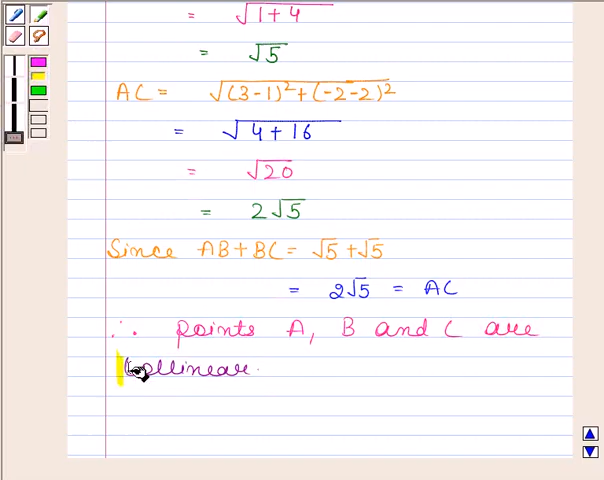 = √1 + 4
= √5
AC = √(3-1)² + (-2-2)²
= √4 + 16
= √20
= 2√5
Since AB + BC = √5 + √5
= 2√5 = AC
∴ points A, B and C are
collinear.